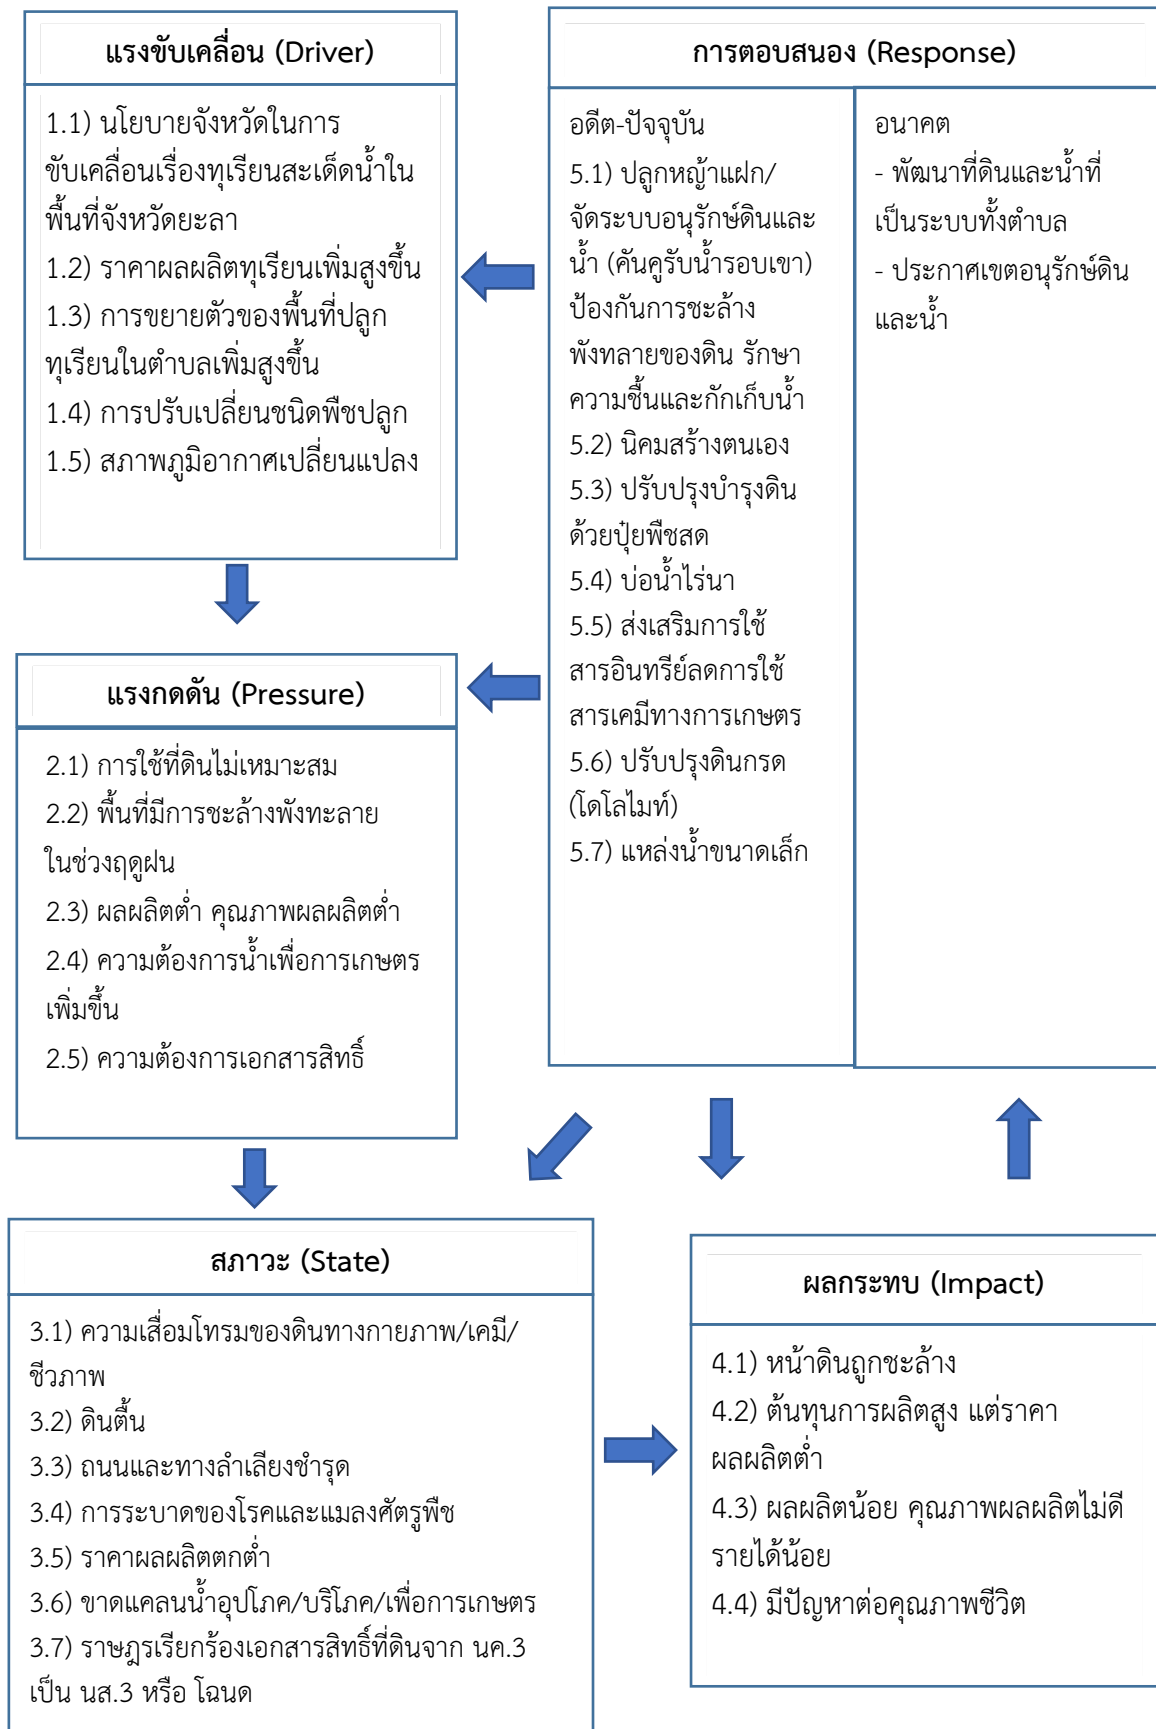 แรงขับเคลื่อน (Driver)
1.1) นโยบายจังหวัดในการ
ขับเคลื่อนเรื่องทุเรียนสะเด็ดน้ำใน
พื้นที่จังหวัดยะลา
1.2) ราคาผลผลิตทุเรียนเพิ่มสูงขึ้น
1.3) การขยายตัวของพื้นที่ปลูก
ทุเรียนในตำบลเพิ่มสูงขึ้น
1.4) การปรับเปลี่ยนชนิดพืชปลูก
1.5) สภาพภูมิอากาศเปลี่ยนแปลง
การตอบสนอง (Response)
อดีต-ปัจจุบัน
5.1) ปลูกหญ้าแฝก/
จัดระบบอนุรักษ์ดินและ
น้ำ (คันคูรับน้ำรอบเขา)
ป้องกันการชะล้าง
พังทลายของดิน รักษา
ความชื้นและกักเก็บน้ำ
5.2) นิคมสร้างตนเอง
5.3) ปรับปรุงบำรุงดิน
ด้วยปุ๋ยพืชสด
5.4) บ่อน้ำไร่นา
5.5) ส่งเสริมการใช้
สารอินทรีย์ลดการใช้
สารเคมีทางการเกษตร
5.6) ปรับปรุงดินกรด
(โดโลไมท์)
5.7) แหล่งน้ำขนาดเล็ก
อนาคต
- พัฒนาที่ดินและน้ำที่
เป็นระบบทั้งตำบล
- ประกาศเขตอนุรักษ์ดิน
และน้ำ
แรงกดดัน (Pressure)
2.1) การใช้ที่ดินไม่เหมาะสม
2.2) พื้นที่มีการชะล้างพังทะลาย
ในช่วงฤดูฝน
2.3) ผลผลิตต่ำ คุณภาพผลผลิตต่ำ
2.4) ความต้องการน้ำเพื่อการเกษตร
เพิ่มขึ้น
2.5) ความต้องการเอกสารสิทธิ์
สภาวะ (State)
3.1) ความเสื่อมโทรมของดินทางกายภาพ/เคมี/
ชีวภาพ
3.2) ดินตื้น
3.3) ถนนและทางลำเลียงชำรุด
3.4) การระบาดของโรคและแมลงศัตรูพืช
3.5) ราคาผลผลิตตกต่ำ
3.6) ขาดแคลนน้ำอุปโภค/บริโภค/เพื่อการเกษตร
3.7) ราษฎรเรียกร้องเอกสารสิทธิ์ที่ดินจาก นค.3
เป็น นส.3 หรือ โฉนด
ผลกระทบ (Impact)
4.1) หน้าดินถูกชะล้าง
4.2) ต้นทุนการผลิตสูง แต่ราคา
ผลผลิตต่ำ
4.3) ผลผลิตน้อย คุณภาพผลผลิตไม่ดี
รายได้น้อย
4.4) มีปัญหาต่อคุณภาพชีวิต